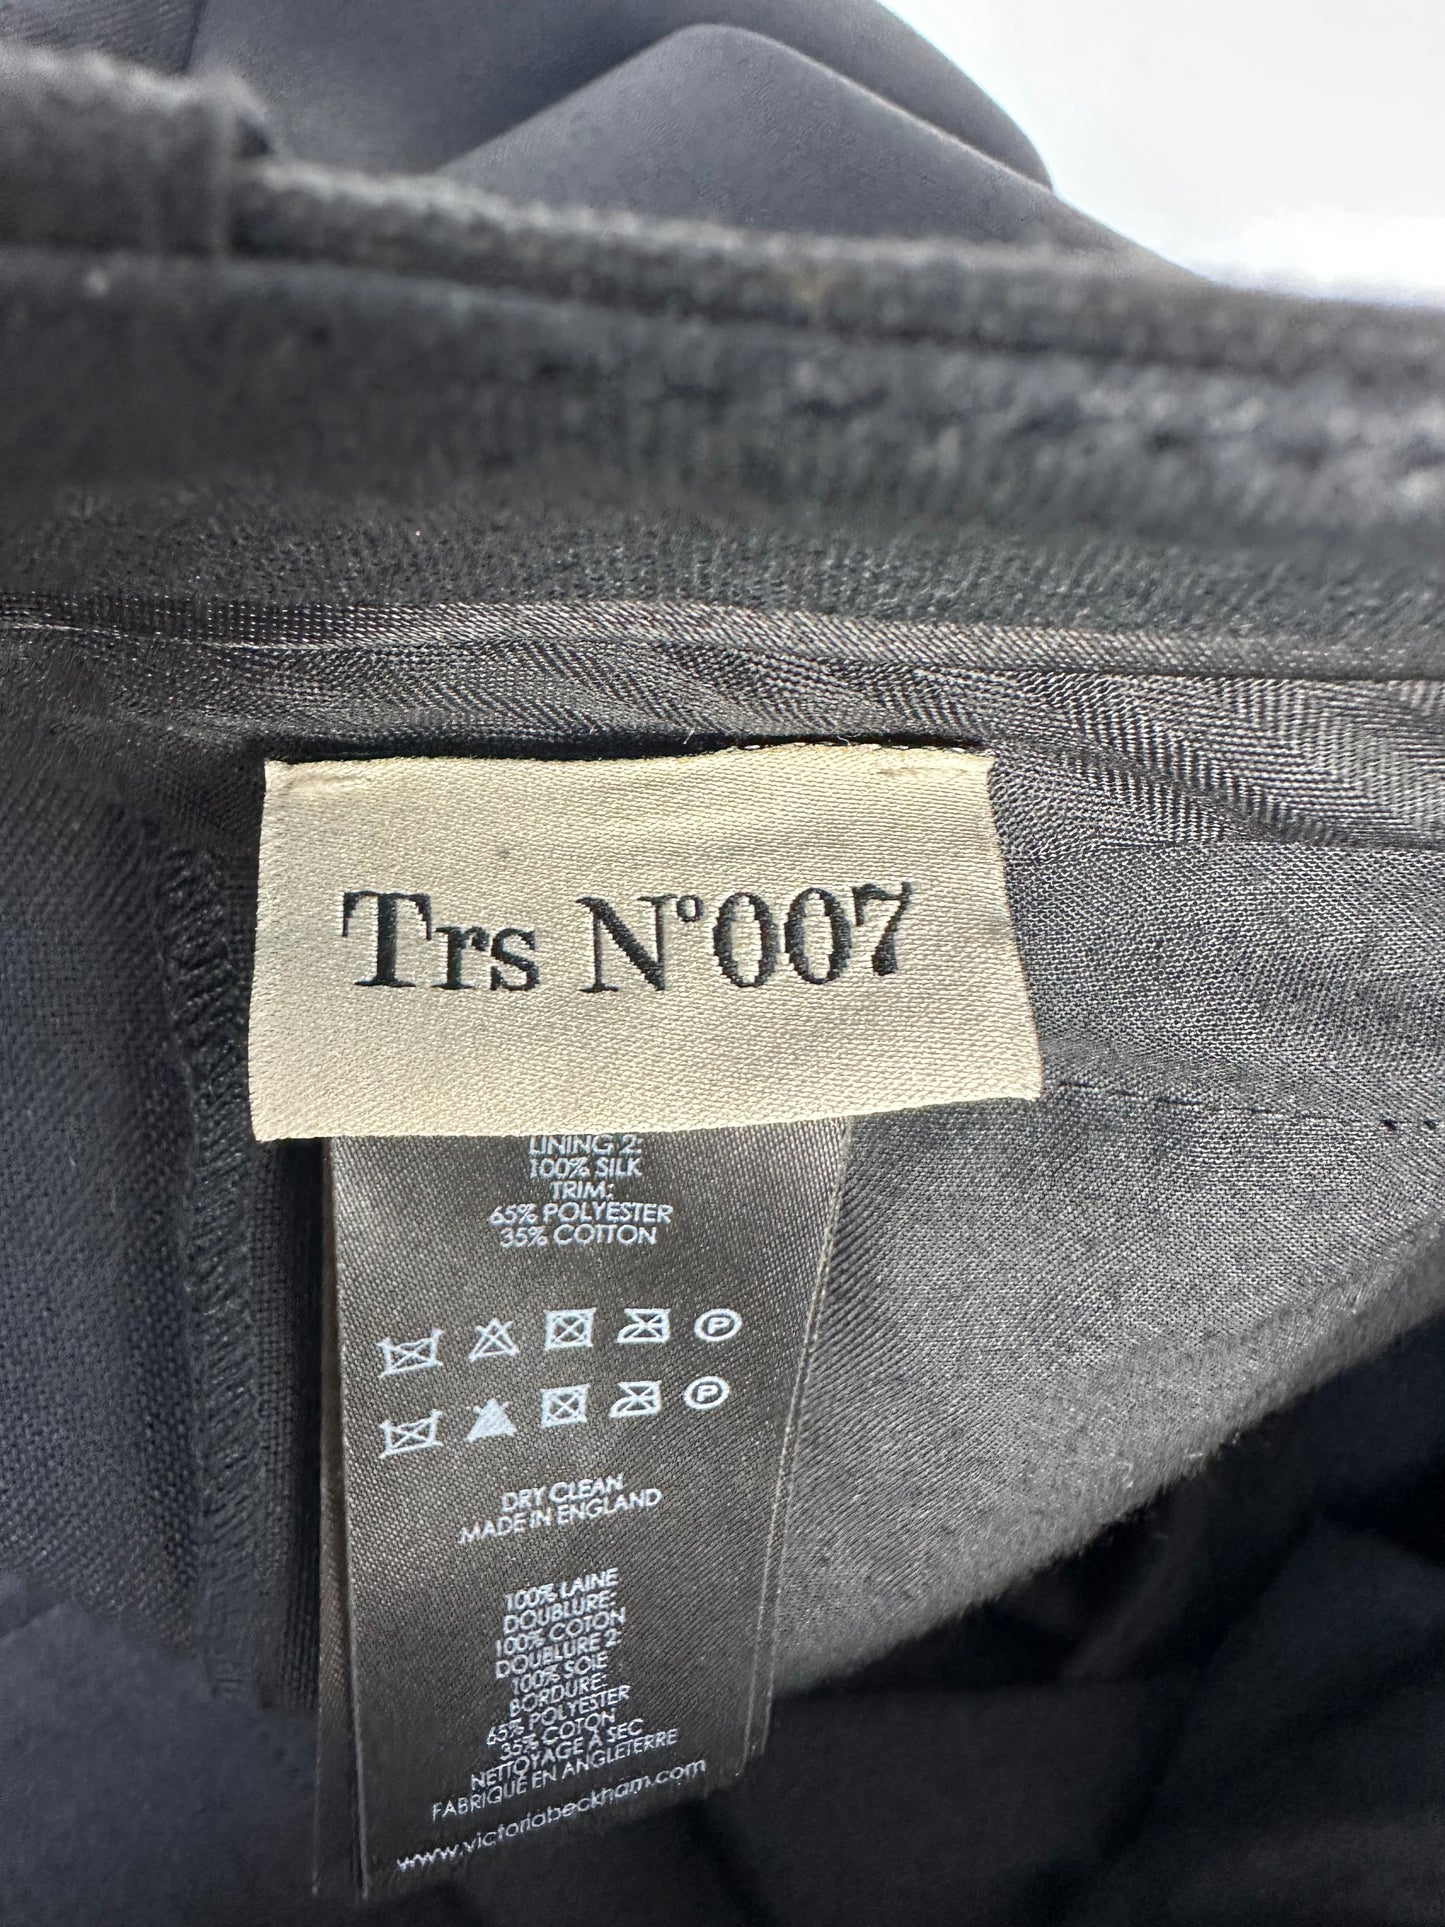 Trs N°007
LINING 2:
100% SILK
TRIM:
65% POLYESTER
35% COTTON
P
P
DRY CLEAN
MADE IN ENGLAND
100% LAINE
DOUBLURE:
100% COTON
DOUBLURE 2:
100% SOIE
BORDURE:
65% POLYESTER
35% COTON
NETTOYAGE À SEC
FABRIQUÉ EN ANGLETERRE
www.victoriabeckham.com